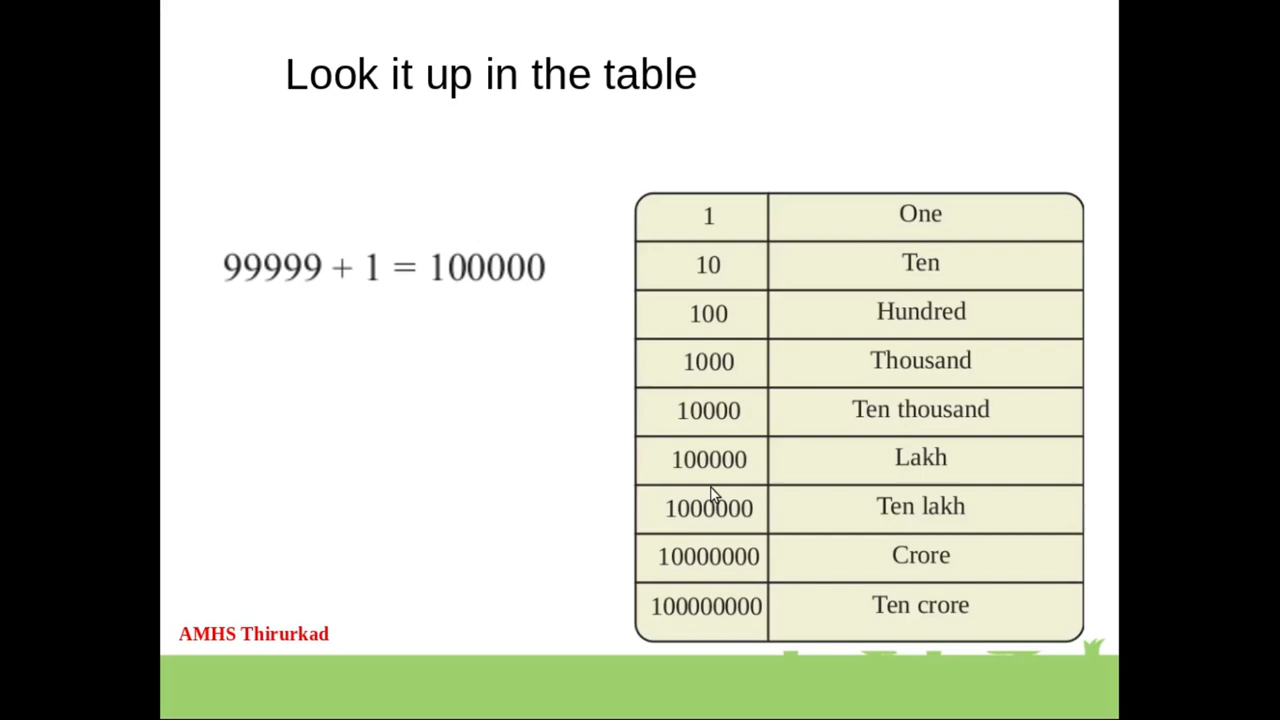 Look it up in the table
99999 + 1 = 100000
1 One
10 Ten
100 Hundred
1000 Thousand
10000 Ten thousand
100000 Lakh
1000000 Ten lakh
10000000 Crore
100000000 Ten crore
AMHS Thirurkad